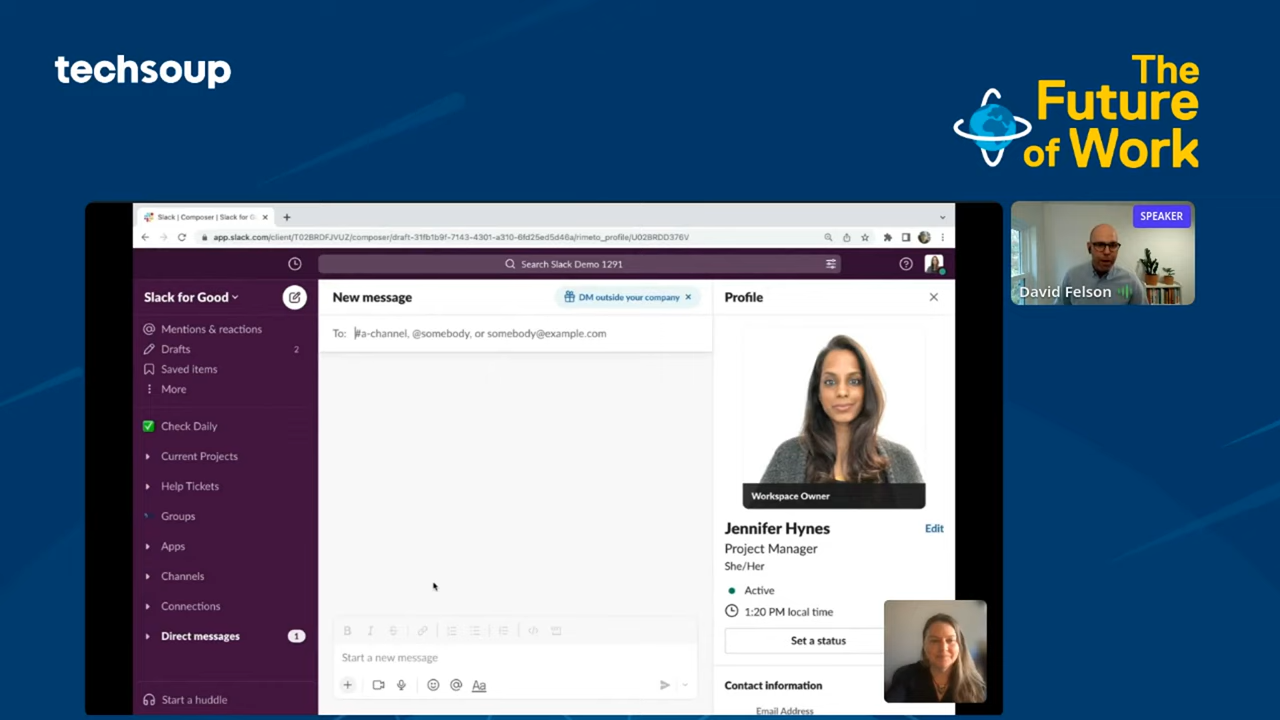 techsoup
The
Future
of Work
Slack | Composer | Slack for G
app.slack.com/client/T02BRDFJVUZ/composer/draft-31fb1b9f-7143-4301-a310-6fd25ed5d46a/rimeto_profile/U02BRDD376V
Search Slack Demo 1291
Slack for Good
Mentions & reactions
Drafts 2
Saved items
More
Check Daily
Current Projects
Help Tickets
Groups
Apps
Channels
Connections
Direct messages 1
Start a huddle
New message
DM outside your company
To: #a-channel, @somebody, or somebody@example.com
Start a new message
Aa
Profile
Workspace Owner
Jennifer Hynes
Edit
Project Manager
She/Her
Active
1:20 PM local time
Set a status
Contact information
Email Address
SPEAKER
David Felson